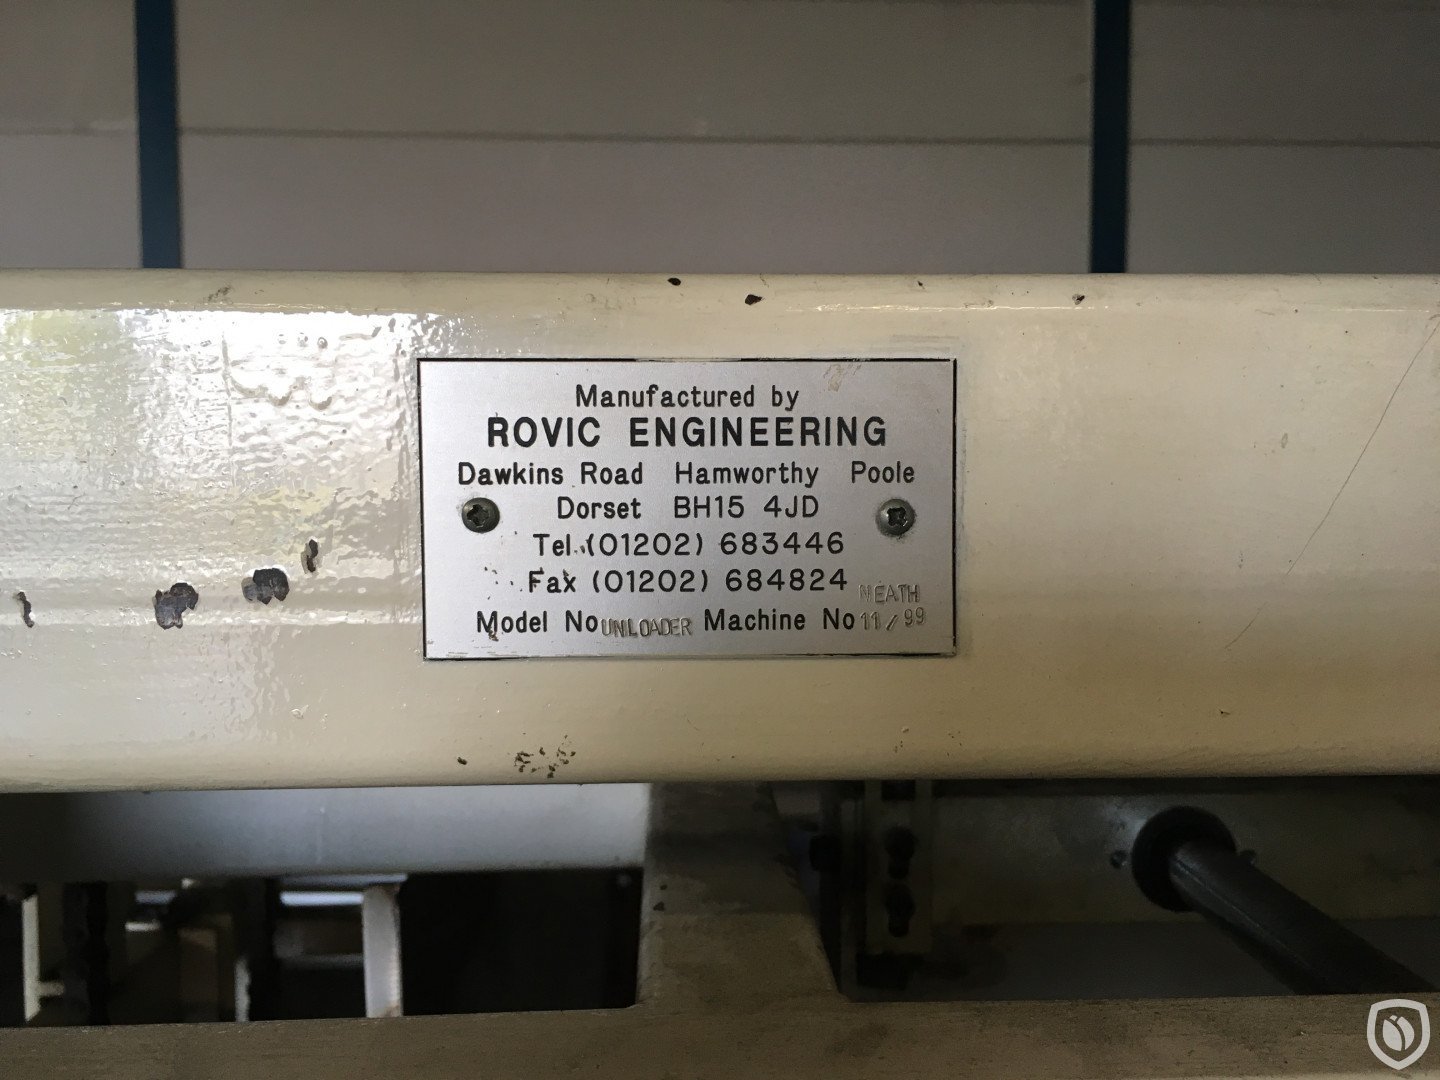 Manufactured by
ROVIC ENGINEERING
Dawkins Road Hamworthy Poole
Dorset BH15 4JD
Tel. (01202) 683446
Fax (01202) 684824
NEATH
Model No UNLOADER Machine No 11/99